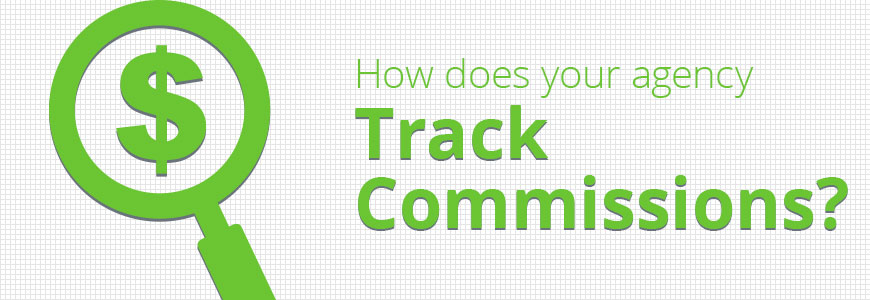 $
How does your agency
Track
Commissions?